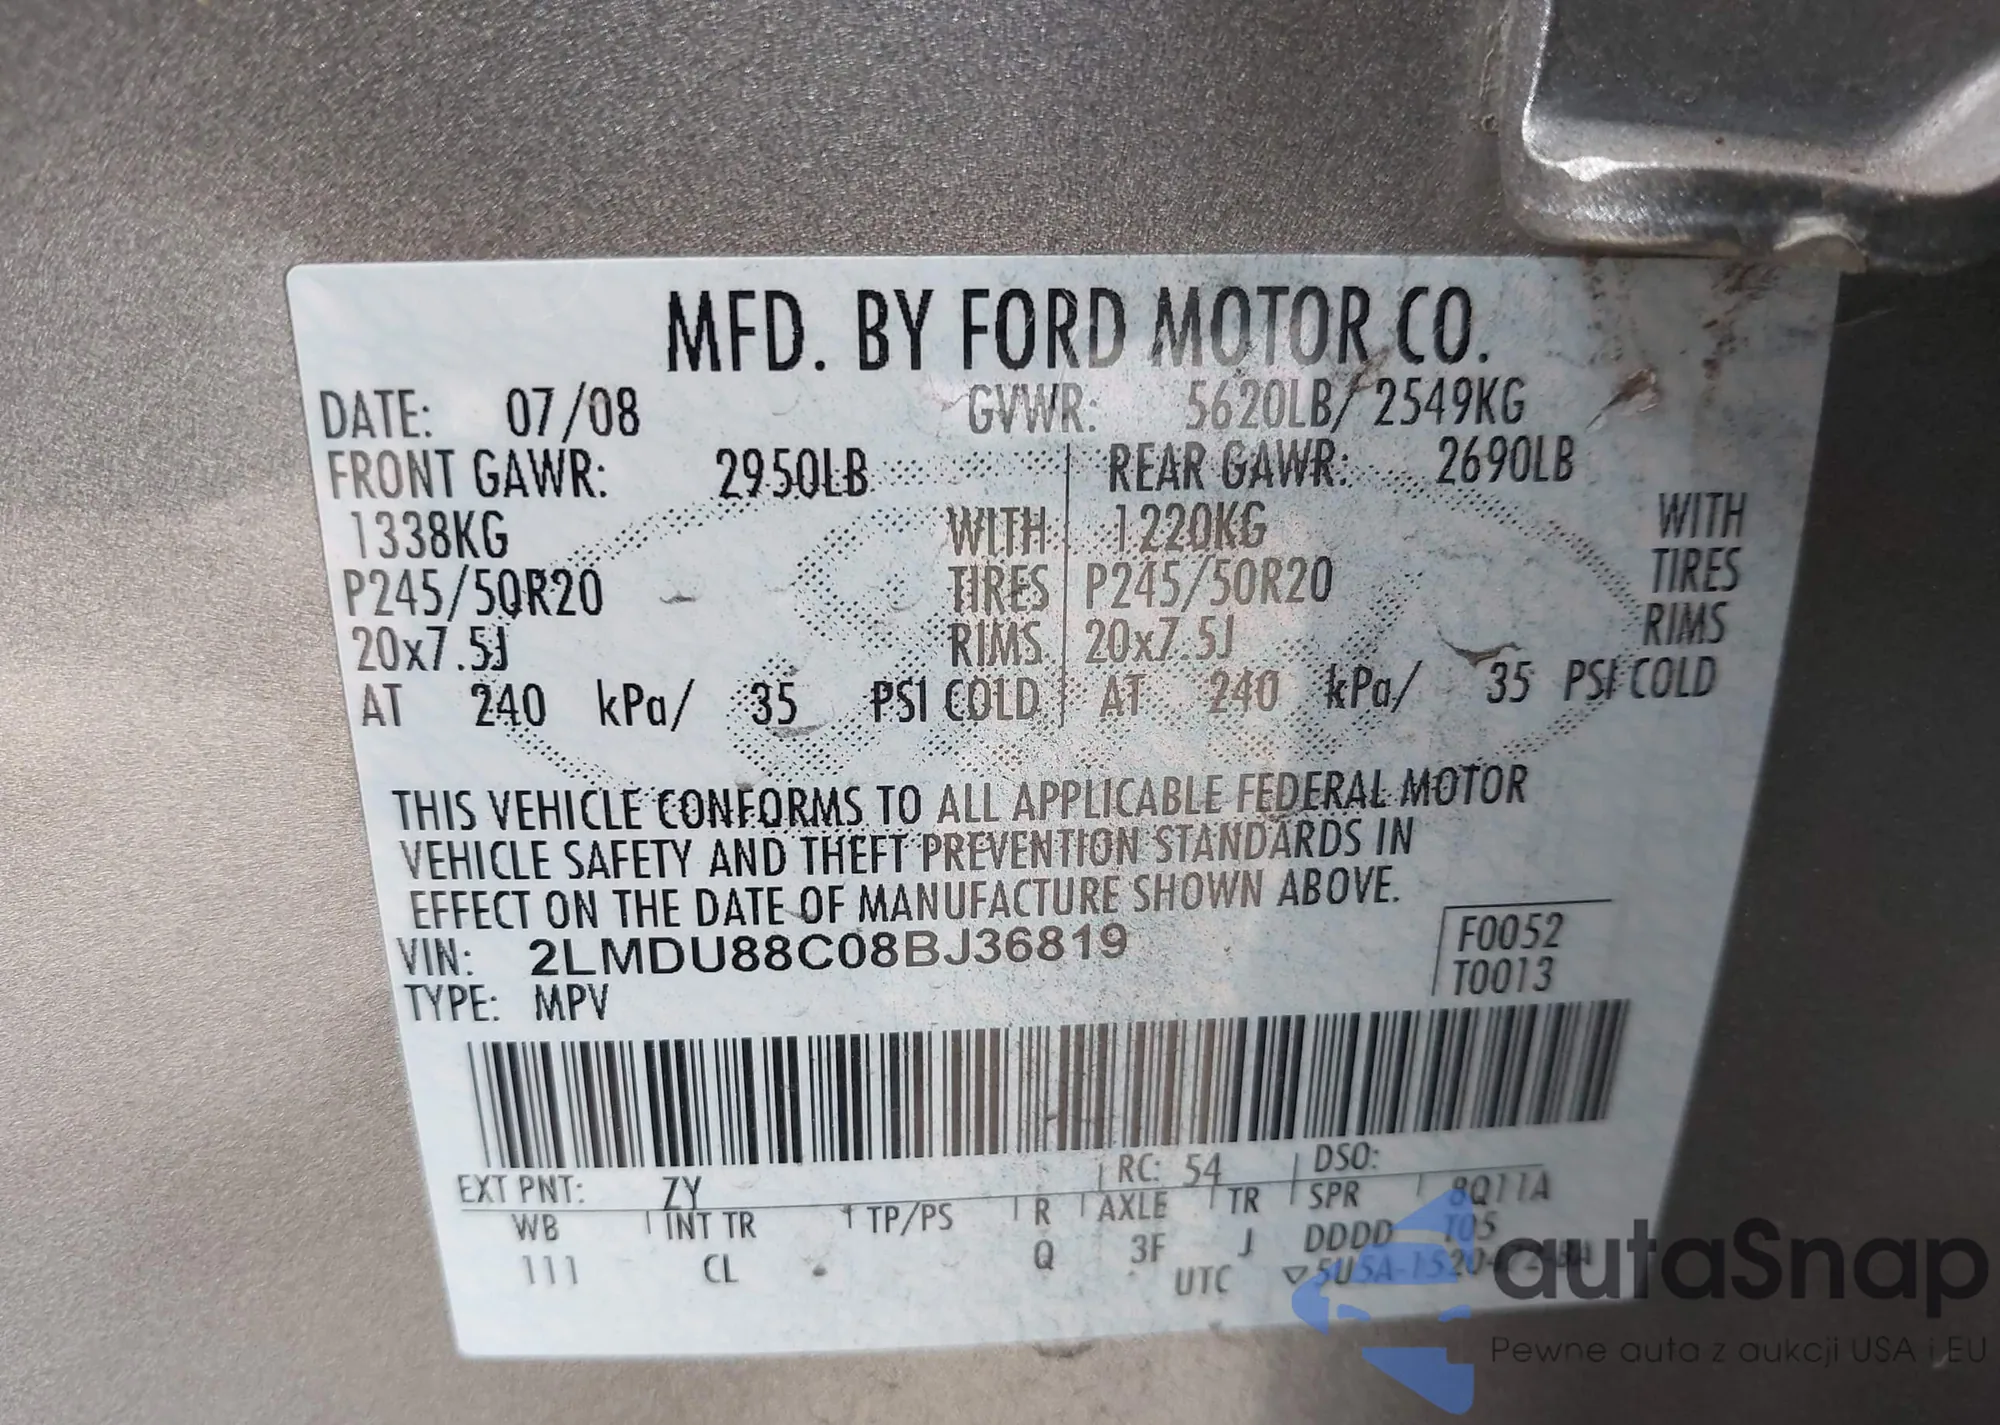 MFD. BY FORD MOTOR CO.
DATE: 07/08 GVWR: 5620LB/ 2549KG
FRONT GAWR: 2950LB REAR GAWR: 2690LB
1338KG WITH 1220KG WITH
P245/50R20 TIRES P245/50R20 TIRES
20x7.5J RIMS 20x7.5J RIMS
AT 240 kPa/ 35 PSI COLD AT 240 kPa/ 35 PSI COLD
THIS VEHICLE CONFORMS TO ALL APPLICABLE FEDERAL MOTOR
VEHICLE SAFETY AND THEFT PREVENTION STANDARDS IN
EFFECT ON THE DATE OF MANUFACTURE SHOWN ABOVE.
VIN: 2LMDU88C08BJ36819 F0052
TYPE: MPV T0013
EXT PNT: ZY RC: 54 DSO:
WB INT TR TP/PS R AXLE TR SPR 8Q11A
111 CL Q 3F J DDDD T05
UTC
autaSnap
Pewne auta z aukcji USA i EU